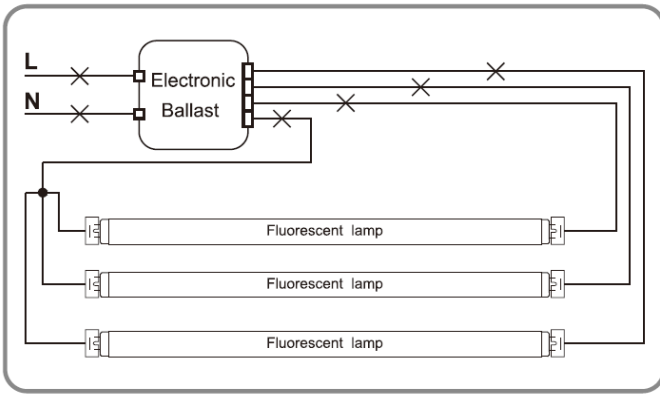 L
N
Electronic
Ballast
Fluorescent lamp
Fluorescent lamp
Fluorescent lamp